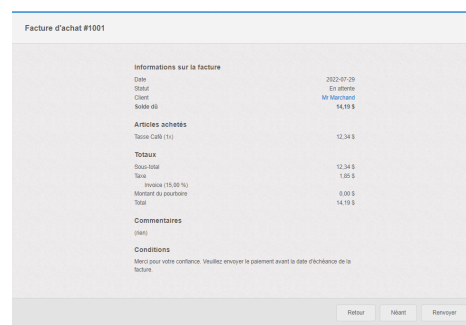 Facture d'achat #1001
Informations sur la facture
Date 2022-07-29
Statut En attente
Client Mr Marchand
Solde dû 14,19 $
Articles achetés
Tasse Café (1x) 12,34 $
Totaux
Sous-total 12,34 $
Taxe 1,85 $
Invoice (15,00 %)
Montant du pourboire 0,00 $
Total 14,19 $
Commentaires
(rien)
Conditions
Merci pour votre confiance. Veuillez envoyer le paiement avant la date d'échéance de la
facture.
Retour Néant Renvoyer